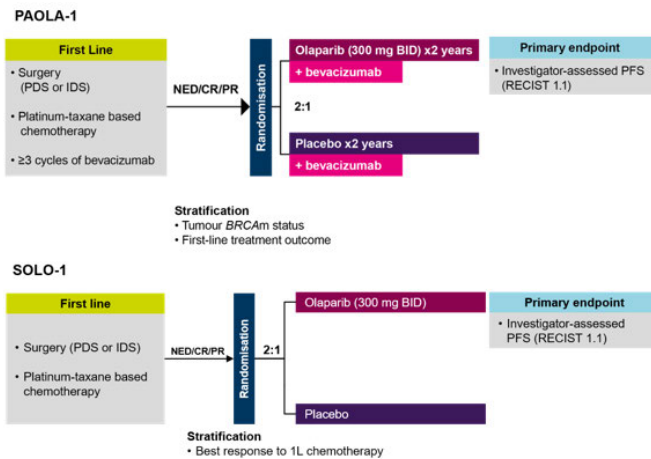 PAOLA-1
First Line
• Surgery
(PDS or IDS)
• Platinum-taxane based
chemotherapy
• ≥3 cycles of bevacizumab
NED/CR/PR
Randomisation
2:1
Olaparib (300 mg BID) x2 years
+ bevacizumab
Placebo x2 years
+ bevacizumab
Primary endpoint
• Investigator-assessed PFS
(RECIST 1.1)
Stratification
• Tumour BRCAm status
• First-line treatment outcome
SOLO-1
First line
• Surgery (PDS or IDS)
• Platinum-taxane based
chemotherapy
NED/CR/PR
Randomisation
2:1
Olaparib (300 mg BID)
Placebo
Primary endpoint
• Investigator-assessed
PFS (RECIST 1.1)
Stratification
• Best response to 1L chemotherapy